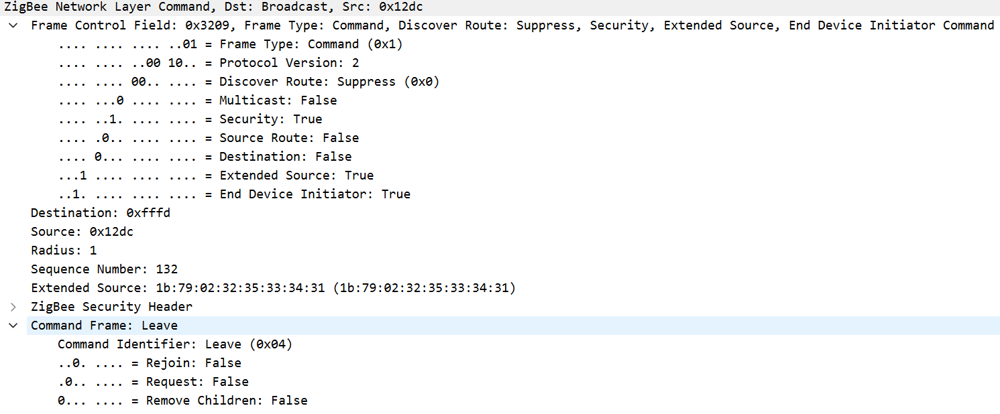 ZigBee Network Layer Command, Dst: Broadcast, Src: 0x12dc
Frame Control Field: 0x3209, Frame Type: Command, Discover Route: Suppress, Security, Extended Source, End Device Initiator Command
.... .... .... ..01 = Frame Type: Command (0x1)
.... .... ..00 10.. = Protocol Version: 2
.... .... 00.. .... = Discover Route: Suppress (0x0)
.... ...0 .... .... = Multicast: False
.... ..1. .... .... = Security: True
.... .0.. .... .... = Source Route: False
.... 0... .... .... = Destination: False
...1 .... .... .... = Extended Source: True
..1. .... .... .... = End Device Initiator: True
Destination: 0xfffd
Source: 0x12dc
Radius: 1
Sequence Number: 132
Extended Source: 1b:79:02:32:35:33:34:31 (1b:79:02:32:35:33:34:31)
ZigBee Security Header
Command Frame: Leave
Command Identifier: Leave (0x04)
..0. .... = Rejoin: False
.0.. .... = Request: False
0... .... = Remove Children: False